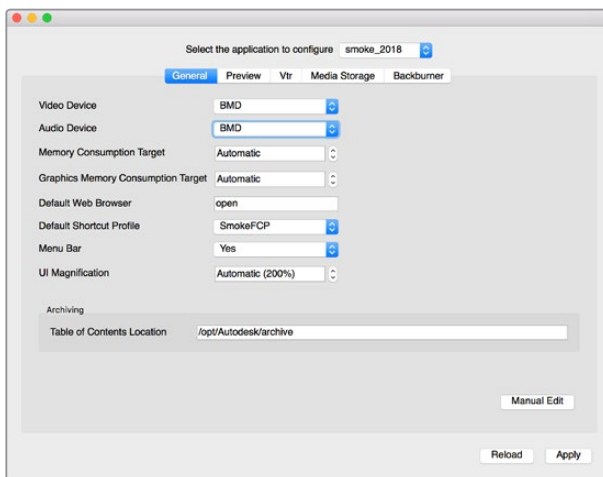 Select the application to configure smoke_2018
General Preview Vtr Media Storage Backburner
Video Device BMD
Audio Device BMD
Memory Consumption Target Automatic
Graphics Memory Consumption Target Automatic
Default Web Browser open
Default Shortcut Profile SmokeFCP
Menu Bar Yes
UI Magnification Automatic (200%)
Archiving
Table of Contents Location /opt/Autodesk/archive
Manual Edit
Reload Apply